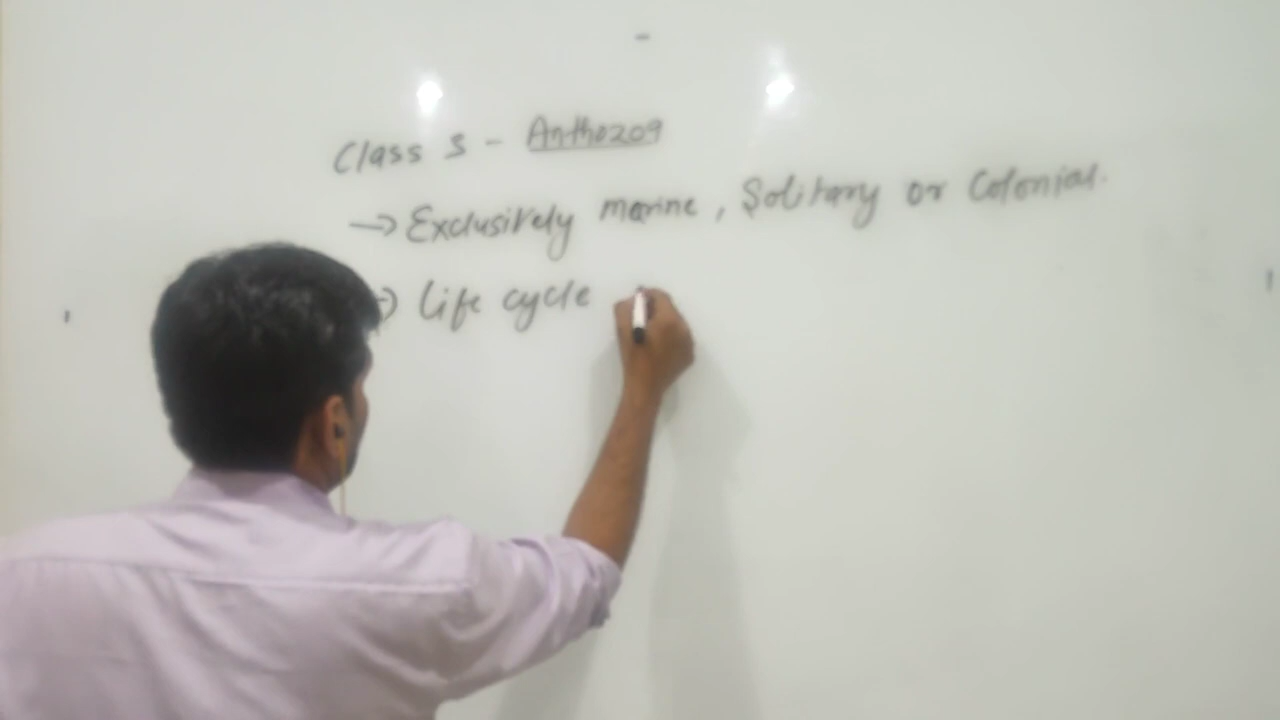 Class 3 - Anthozoa
→ Exclusively marine, Solitary or Colonial.
→ Life cycle